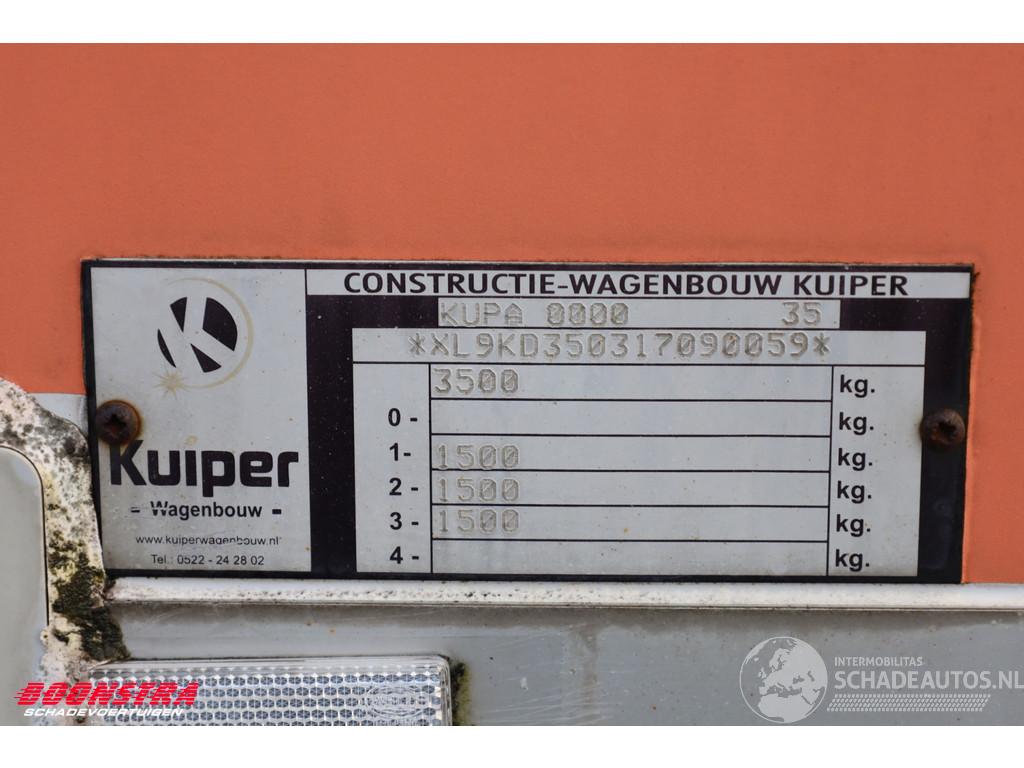 CONSTRUCTIE-WAGENBOUW KUIPER
KUPA 0000 35
*XL9KD350317090059*
3500 kg.
0 - kg.
1- 1500 kg.
2 - 1500 kg.
3 - 1500 kg.
4 - kg.
K
Kuiper
- Wagenbouw -
www.kuiperwagenbouw.nl
Tel.: 0522 - 24 28 02
BOONSTRA
SCHADEVOERTUIGEN
INTERMOBILITAS
SCHADEAUTOS.NL